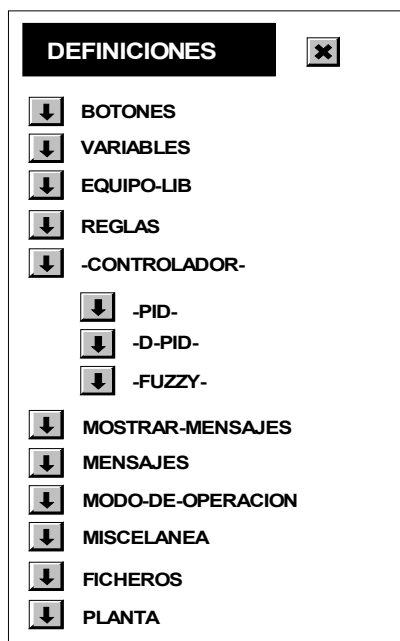 DEFINICIONES
BOTONES
VARIABLES
EQUIPO-LIB
REGLAS
-CONTROLADOR-
-PID-
-D-PID-
-FUZZY-
MOSTRAR-MENSAJES
MENSAJES
MODO-DE-OPERACION
MISCELANEA
FICHEROS
PLANTA